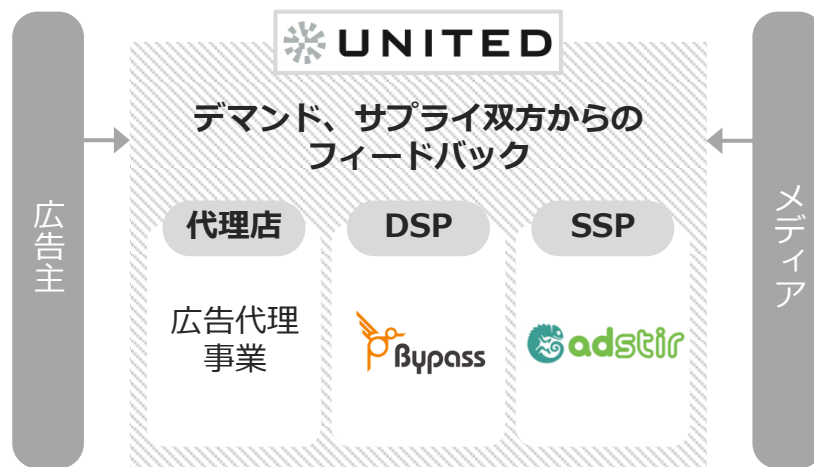 UNITED
デマンド、サプライ双方からの
フィードバック
広告主
代理店
DSP
SSP
広告代理
事業
Bypass
adstir
メディア